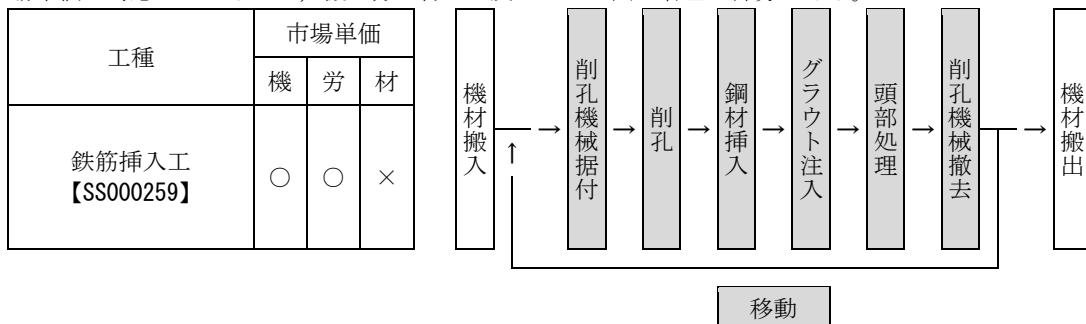 工種
市場単価
機 労 材
鉄筋挿入工
【SS000259】
○ ○ ×
機材搬入
→
↑
削孔機械据付
→
削孔
→
鋼材挿入
→
グラウト注入
→
頭部処理
→
削孔機械撤去
→
機材搬出
移動